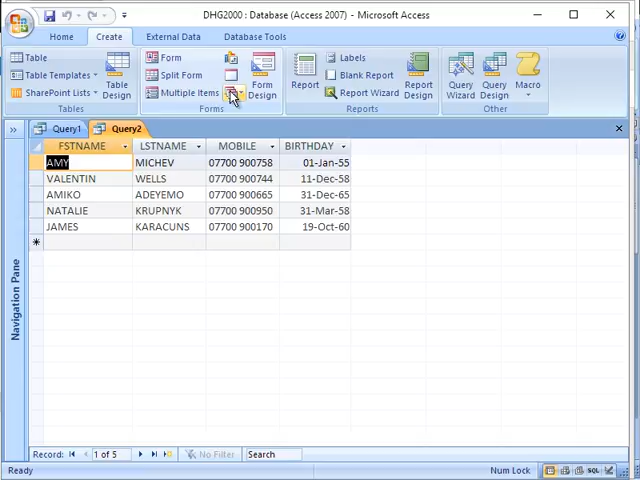 DHG2000 : Database (Access 2007) - Microsoft Access
Home Create External Data Database Tools
Table Form Labels
Table Templates Split Form Blank Report
SharePoint Lists Multiple Items Report Wizard
Table Design Form Design Report Report Design Query Wizard Query Design Macro
Tables Forms Reports Other
Query1 Query2
FSTNAME LSTNAME MOBILE BIRTHDAY
AMY MICHEV 07700 900758 01-Jan-55
VALENTIN WELLS 07700 900744 11-Dec-58
AMIKO ADEYEMO 07700 900665 31-Dec-65
NATALIE KRUPNYK 07700 900950 31-Mar-58
JAMES KARACUNS 07700 900170 19-Oct-60
Navigation Pane
Record: 1 of 5 No Filter Search
Ready Num Lock SQL